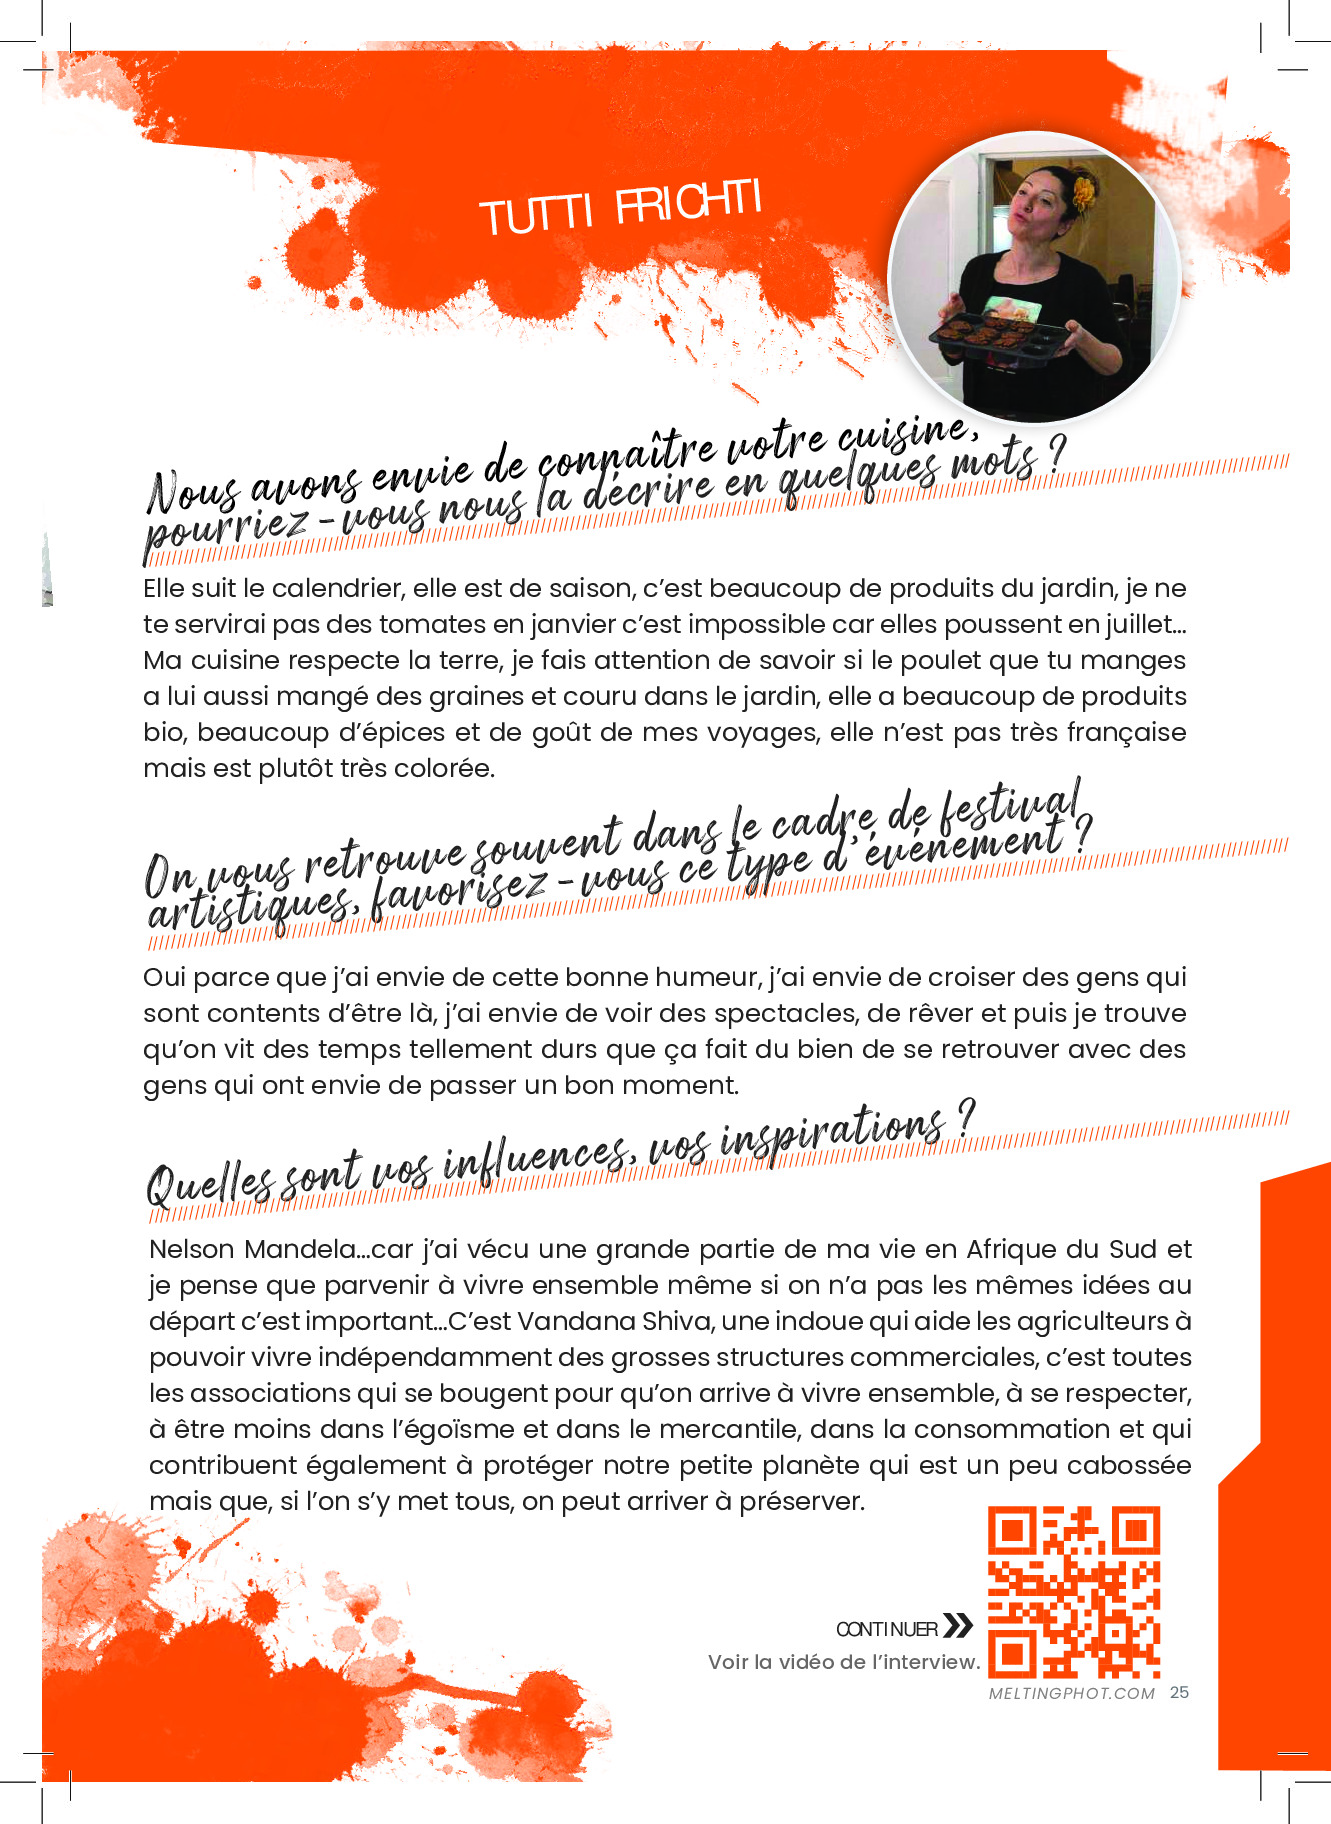 TUTTI FRICHTI
Nous avons envie de connaître votre cuisine,
pourriez-vous nous la décrire en quelques mots ?
Elle suit le calendrier, elle est de saison, c’est beaucoup de produits du jardin, je ne
te servirai pas des tomates en janvier c’est impossible car elles poussent en juillet...
Ma cuisine respecte la terre, je fais attention de savoir si le poulet que tu manges
a lui aussi mangé des graines et couru dans le jardin, elle a beaucoup de produits
bio, beaucoup d’épices et de goût de mes voyages, elle n’est pas très française
mais est plutôt très colorée.
On vous retrouve souvent dans le cadre de festival
artistiques, favorisez-vous ce type d’événement ?
Oui parce que j’ai envie de cette bonne humeur, j’ai envie de croiser des gens qui
sont contents d’être là, j’ai envie de voir des spectacles, de rêver et puis je trouve
qu’on vit des temps tellement durs que ça fait du bien de se retrouver avec des
gens qui ont envie de passer un bon moment.
Quelles sont vos influences, vos inspirations ?
Nelson Mandela...car j’ai vécu une grande partie de ma vie en Afrique du Sud et
je pense que parvenir à vivre ensemble même si on n’a pas les mêmes idées au
départ c’est important...C’est Vandana Shiva, une indoue qui aide les agriculteurs à
pouvoir vivre indépendamment des grosses structures commerciales, c’est toutes
les associations qui se bougent pour qu’on arrive à vivre ensemble, à se respecter,
à être moins dans l’égoïsme et dans le mercantile, dans la consommation et qui
contribuent également à protéger notre petite planète qui est un peu cabossée
mais que, si l’on s’y met tous, on peut arriver à préserver.
CONTINUER
Voir la vidéo de l’interview.
MELTINGPHOT.COM 25